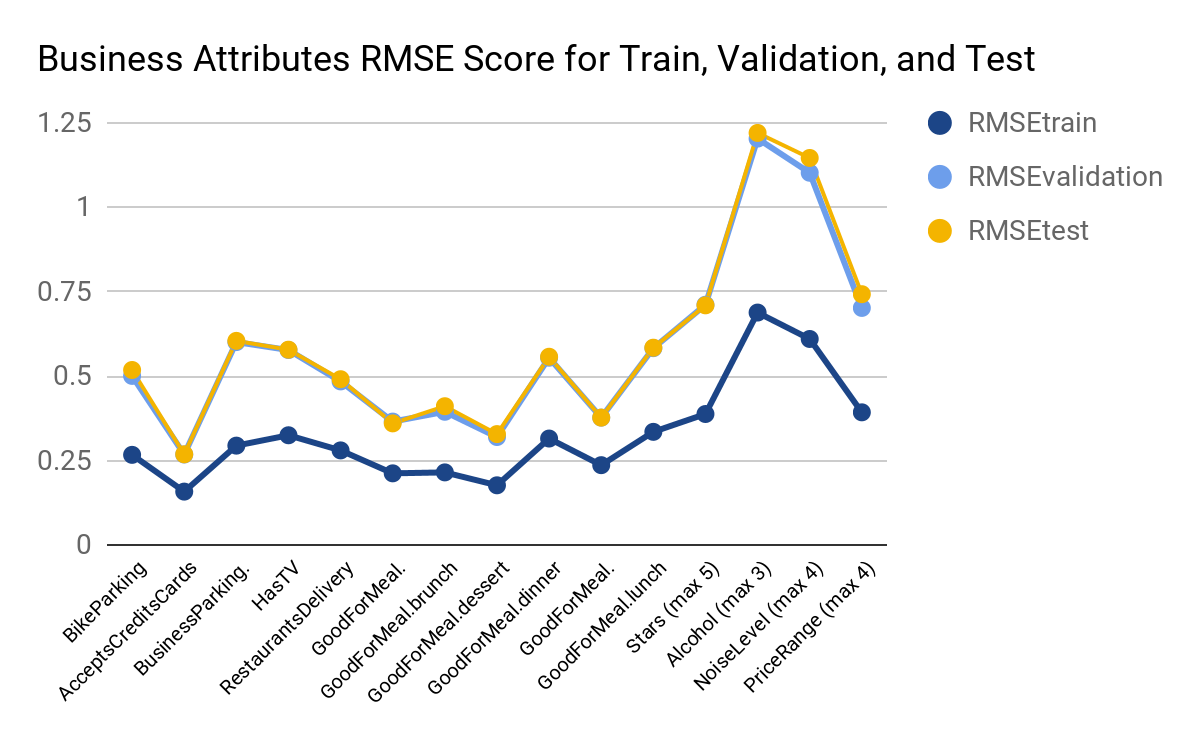 Business Attributes RMSE Score for Train, Validation, and Test
1.25
1
0.75
0.5
0.25
0
RMSEtrain
RMSEvalidation
RMSEtest
BikeParking
AcceptsCreditsCards
BusinessParking.
HasTV
RestaurantsDelivery
GoodForMeal.
GoodForMeal.brunch
GoodForMeal.dessert
GoodForMeal.dinner
GoodForMeal.
GoodForMeal.lunch
Stars (max 5)
Alcohol (max 3)
NoiseLevel (max 4)
PriceRange (max 4)